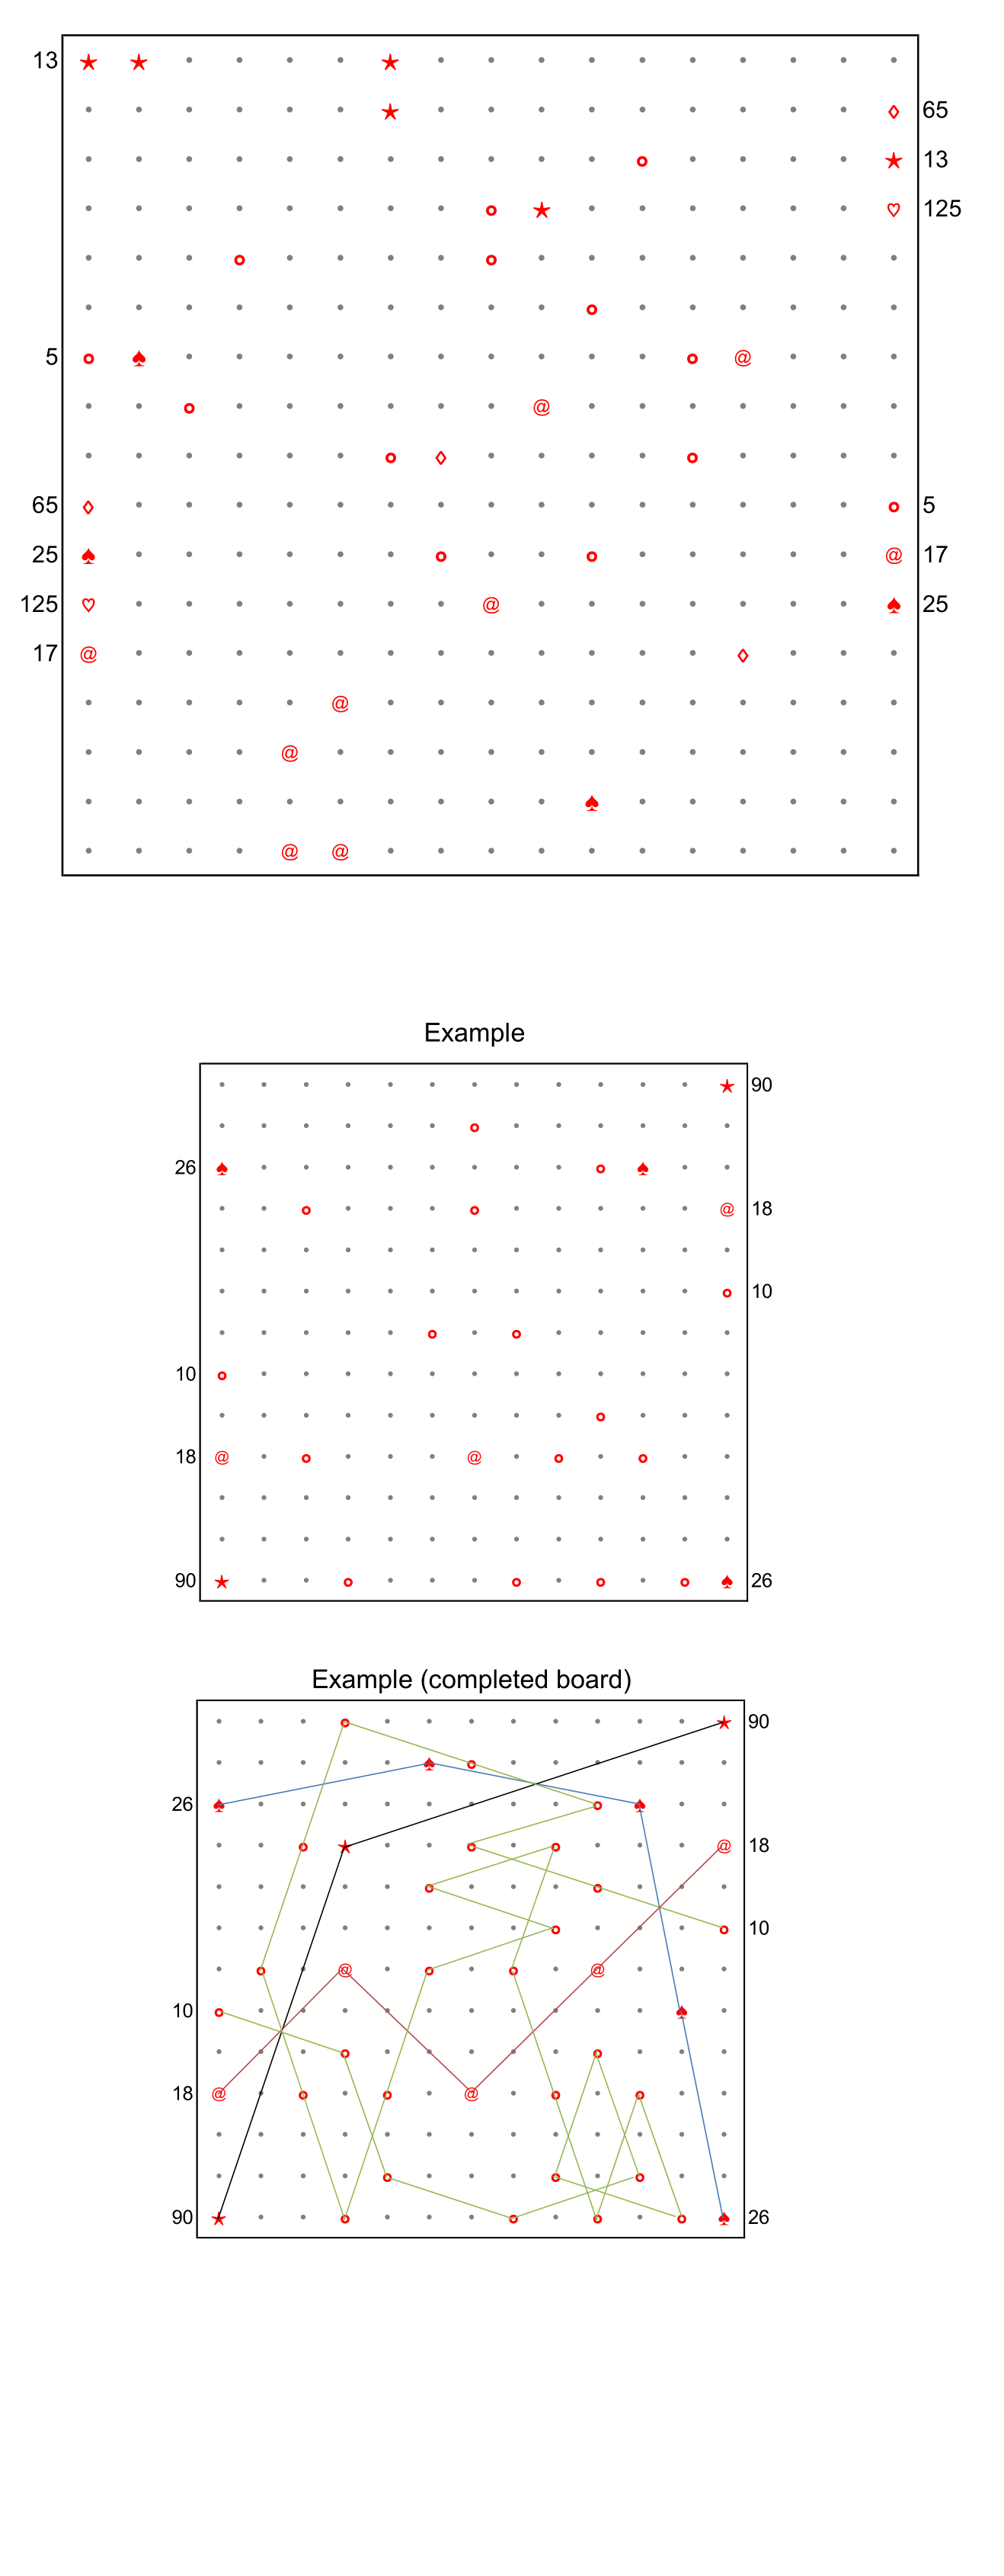 13 ★ ★ ★
★ ◊ 65
o ★ 13
o ★ ♡ 125
o o
o
5 o ♠ o @
o @
o ◊ o
65 ◊ o 5
25 ♠ o o @ 17
125 ♡ @ ♠ 25
17 @ ◊
@
@
♠
@ @
Example
★ 90
o
26 ♠ o ♠
o o @ 18
o 10
o o
10 o
o
18 @ o @ o o
90 ★ o o o o ♠ 26
Example (completed board)
o ★ 90
♠ o
26 ♠ o ♠
o ★ o o @ 18
o o
o o 10
o @ o o @
10 o ♠
o o
18 @ o o @ o o
o o o
90 ★ o o o o ♠ 26